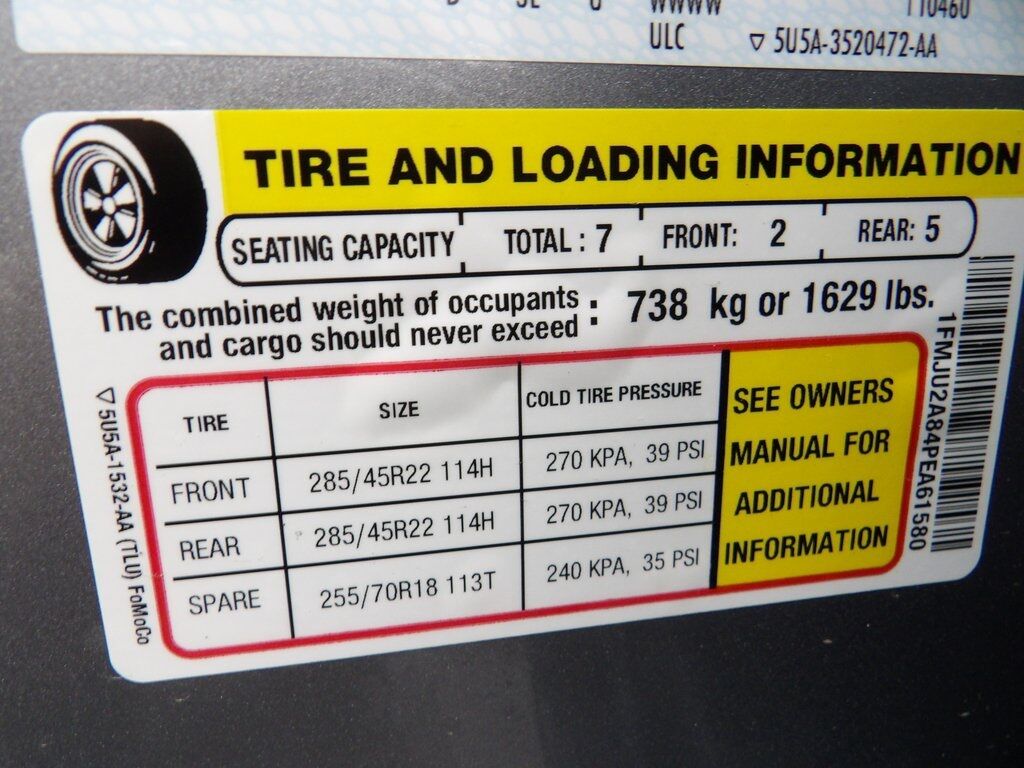 ULC ▽ 5U5A-3520472-AA
TIRE AND LOADING INFORMATION
SEATING CAPACITY TOTAL : 7 FRONT: 2 REAR: 5
The combined weight of occupants
and cargo should never exceed : 738 kg or 1629 lbs.
TIRE SIZE COLD TIRE PRESSURE
FRONT 285/45R22 114H 270 KPA, 39 PSI
REAR 285/45R22 114H 270 KPA, 39 PSI
SPARE 255/70R18 113T 240 KPA, 35 PSI
SEE OWNERS
MANUAL FOR
ADDITIONAL
INFORMATION
1FMJU2A84PEA61580
▽ 5U5A-1532-AA (TLU) FoMoCo